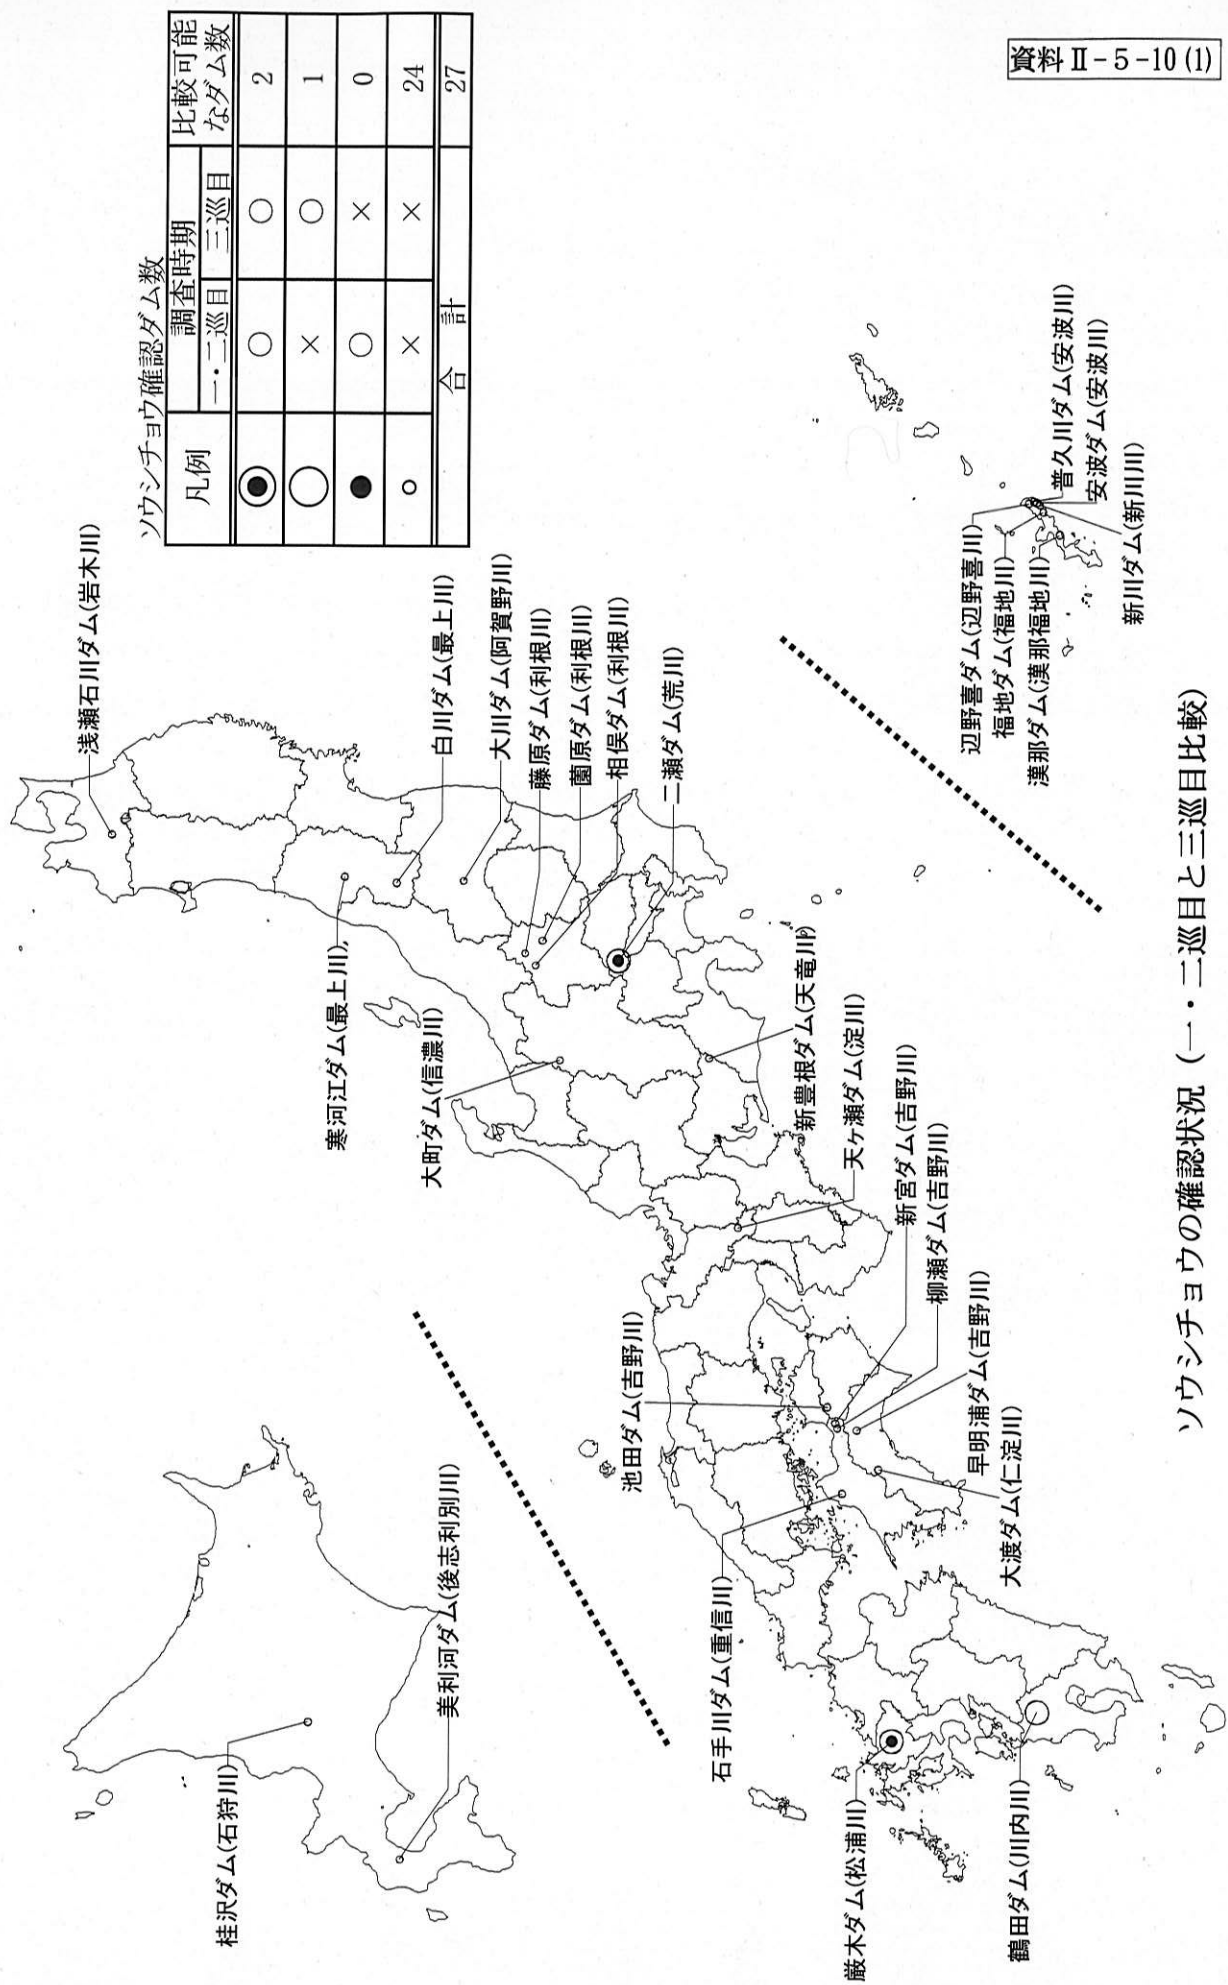 資料Ⅱ-5-10(1)
ソウシチョウ確認ダム数
凡例 調査時期 比較可能なダム数
一・二巡目 三巡目
◉ ○ ○ 2
○ × ○ 1
● ○ × 0
○ × × 24
合 計 27
桂沢ダム(石狩川)
美利河ダム(後志利別川)
浅瀬石川ダム(岩木川)
寒河江ダム(最上川)
白川ダム(最上川)
大川ダム(阿賀野川)
藤原ダム(利根川)
薗原ダム(利根川)
相俣ダム(利根川)
二瀬ダム(荒川)
大町ダム(信濃川)
新豊根ダム(天竜川)
天ヶ瀬ダム(淀川)
新宮ダム(吉野川)
柳瀬ダム(吉野川)
早明浦ダム(吉野川)
池田ダム(吉野川)
大渡ダム(仁淀川)
石手川ダム(重信川)
厳木ダム(松浦川)
鶴田ダム(川内川)
辺野喜ダム(辺野喜川)
福地ダム(福地川)
漢那ダム(漢那福地川)
普久川ダム(安波川)
安波ダム(安波川)
新川ダム(新川川)
ソウシチョウの確認状況(一・二巡目と三巡目比較)